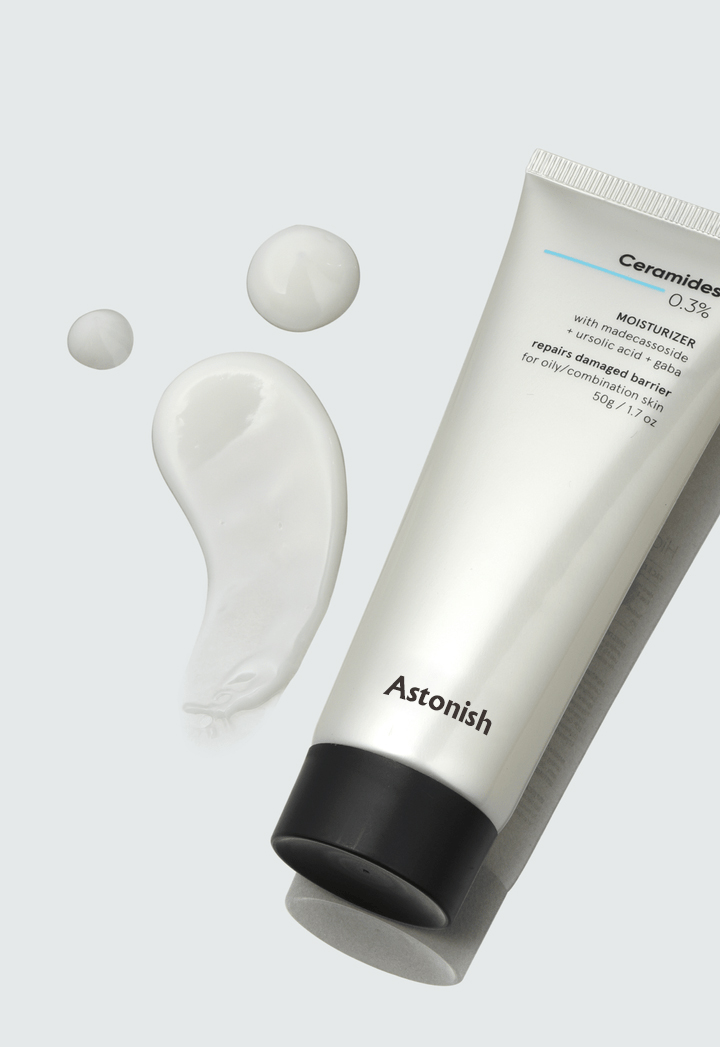 Ceramides
0.3%
MOISTURIZER
with madecassoside
+ ursolic acid + gaba
repairs damaged barrier
for oily/combination skin
50g / 1.7 oz
Astonish